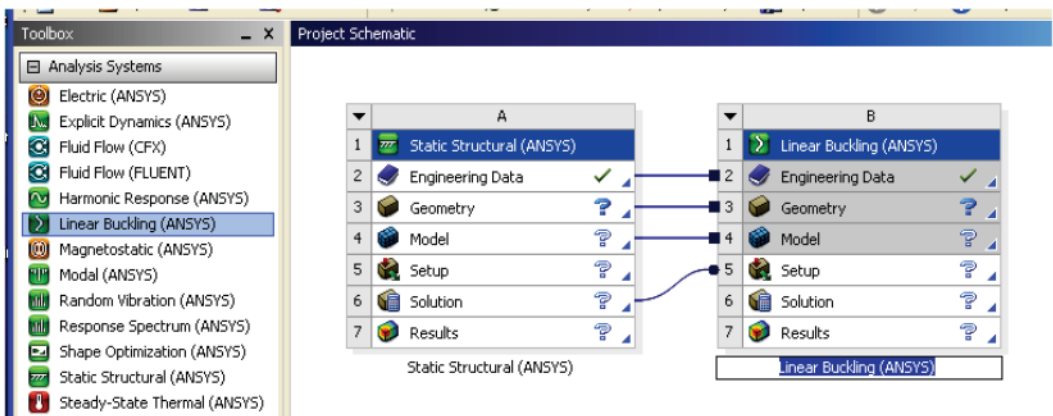 Toolbox
Project Schematic
Analysis Systems
Electric (ANSYS)
Explicit Dynamics (ANSYS)
Fluid Flow (CFX)
Fluid Flow (FLUENT)
Harmonic Response (ANSYS)
Linear Buckling (ANSYS)
Magnetostatic (ANSYS)
Modal (ANSYS)
Random Vibration (ANSYS)
Response Spectrum (ANSYS)
Shape Optimization (ANSYS)
Static Structural (ANSYS)
Steady-State Thermal (ANSYS)
A
1 Static Structural (ANSYS)
2 Engineering Data
3 Geometry
4 Model
5 Setup
6 Solution
7 Results
Static Structural (ANSYS)
B
1 Linear Buckling (ANSYS)
2 Engineering Data
3 Geometry
4 Model
5 Setup
6 Solution
7 Results
Linear Buckling (ANSYS)